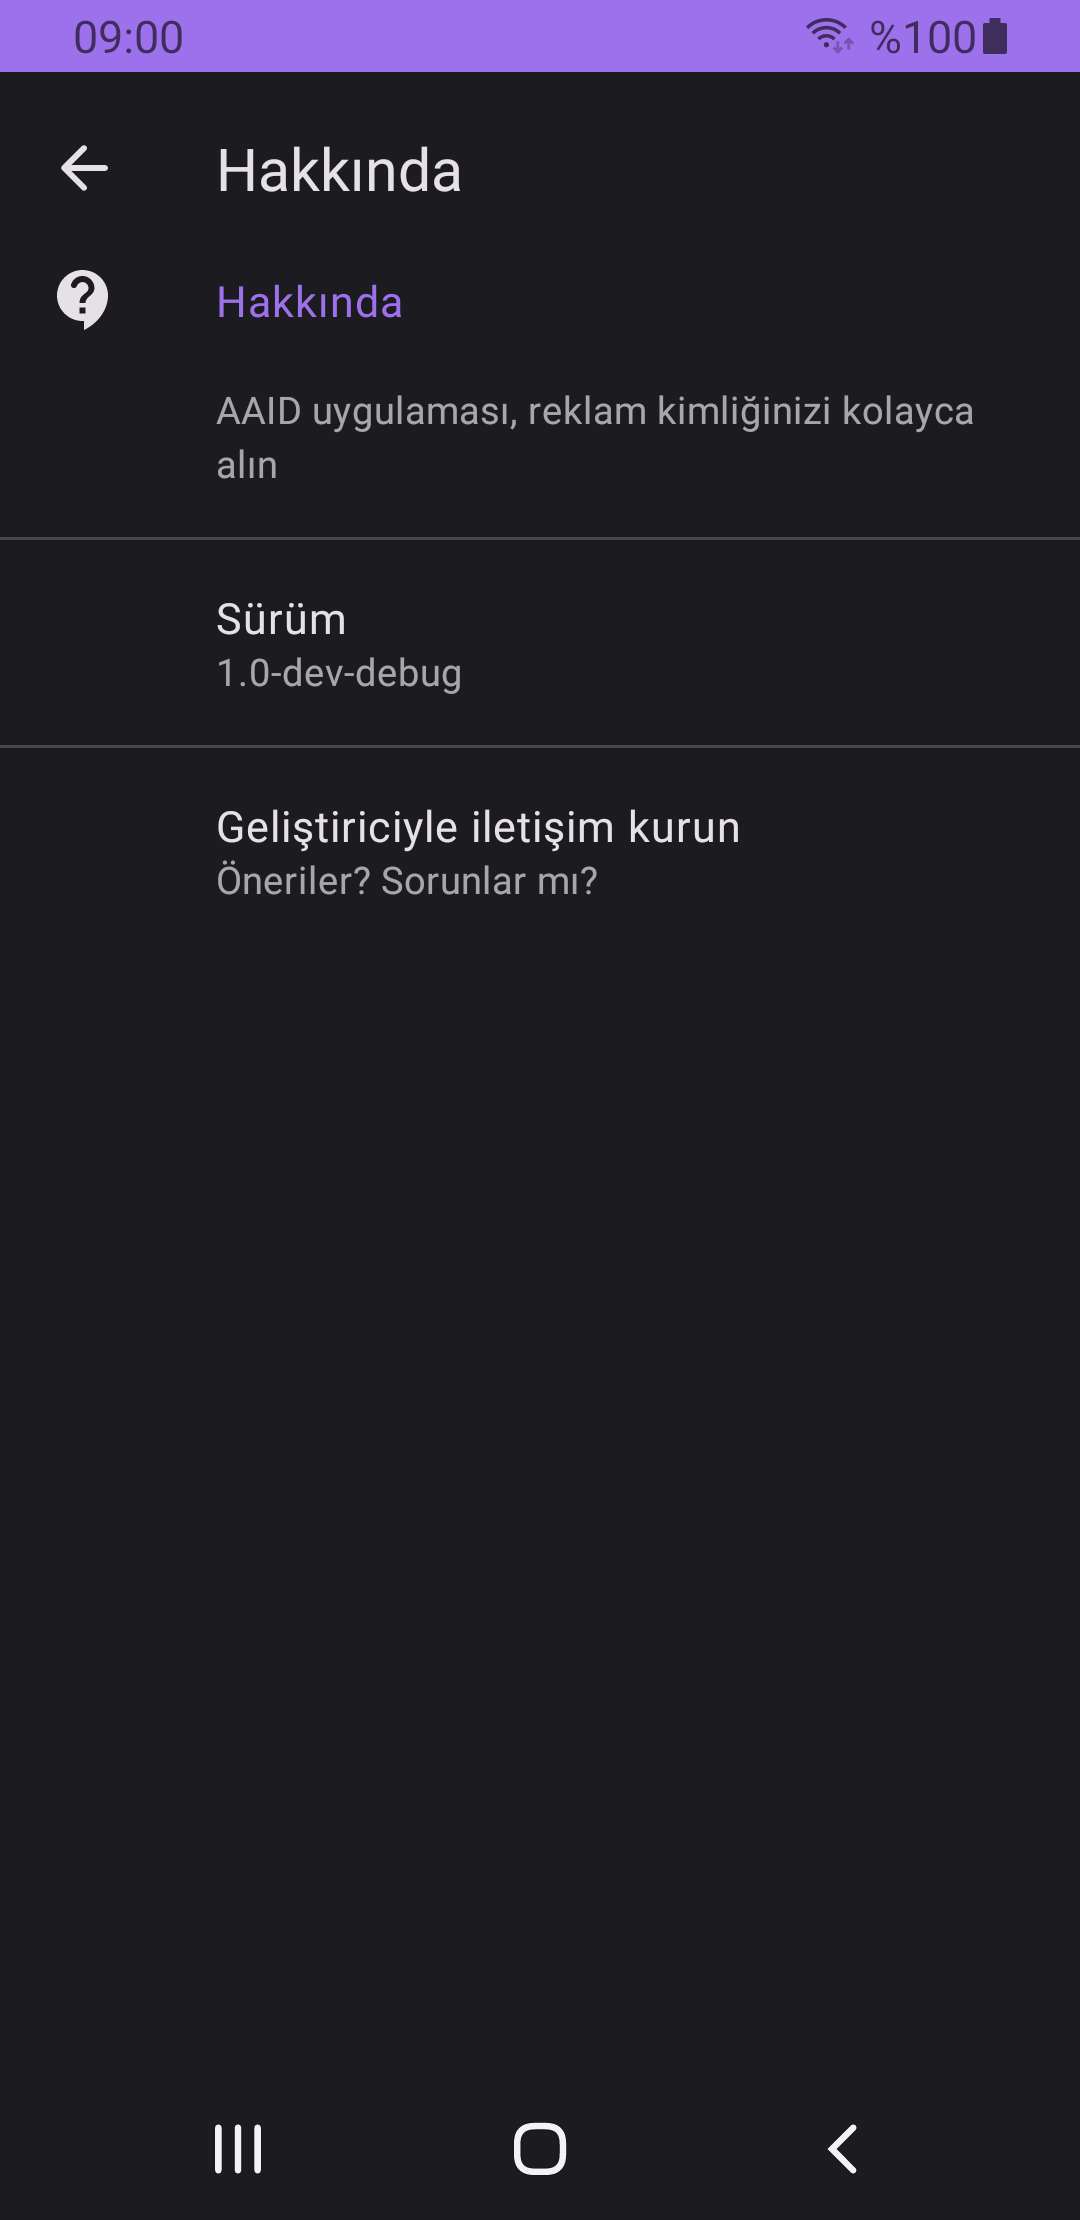 09:00 %100
Hakkında
Hakkında
AAID uygulaması, reklam kimliğinizi kolayca
alın
Sürüm
1.0-dev-debug
Geliştiriciyle iletişim kurun
Öneriler? Sorunlar mı?